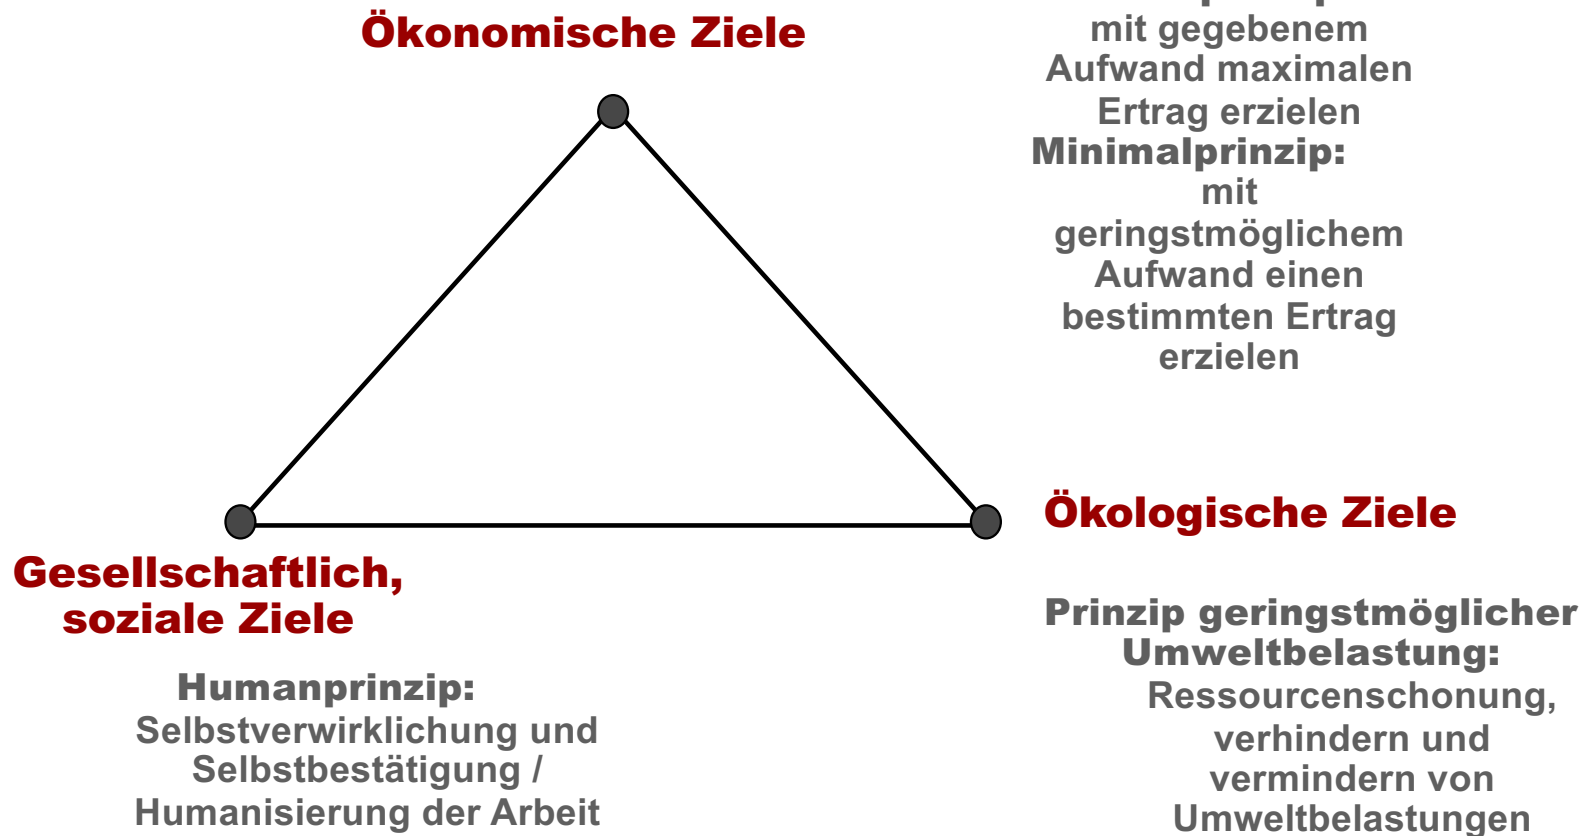 Ökonomische Ziele
mit gegebenem
Aufwand maximalen
Ertrag erzielen
Minimalprinzip:
mit
geringstmöglichem
Aufwand einen
bestimmten Ertrag
erzielen
Ökologische Ziele
Prinzip geringstmöglicher
Umweltbelastung:
Ressourcenschonung,
verhindern und
vermindern von
Umweltbelastungen
Gesellschaftlich,
soziale Ziele
Humanprinzip:
Selbstverwirklichung und
Selbstbestätigung /
Humanisierung der Arbeit